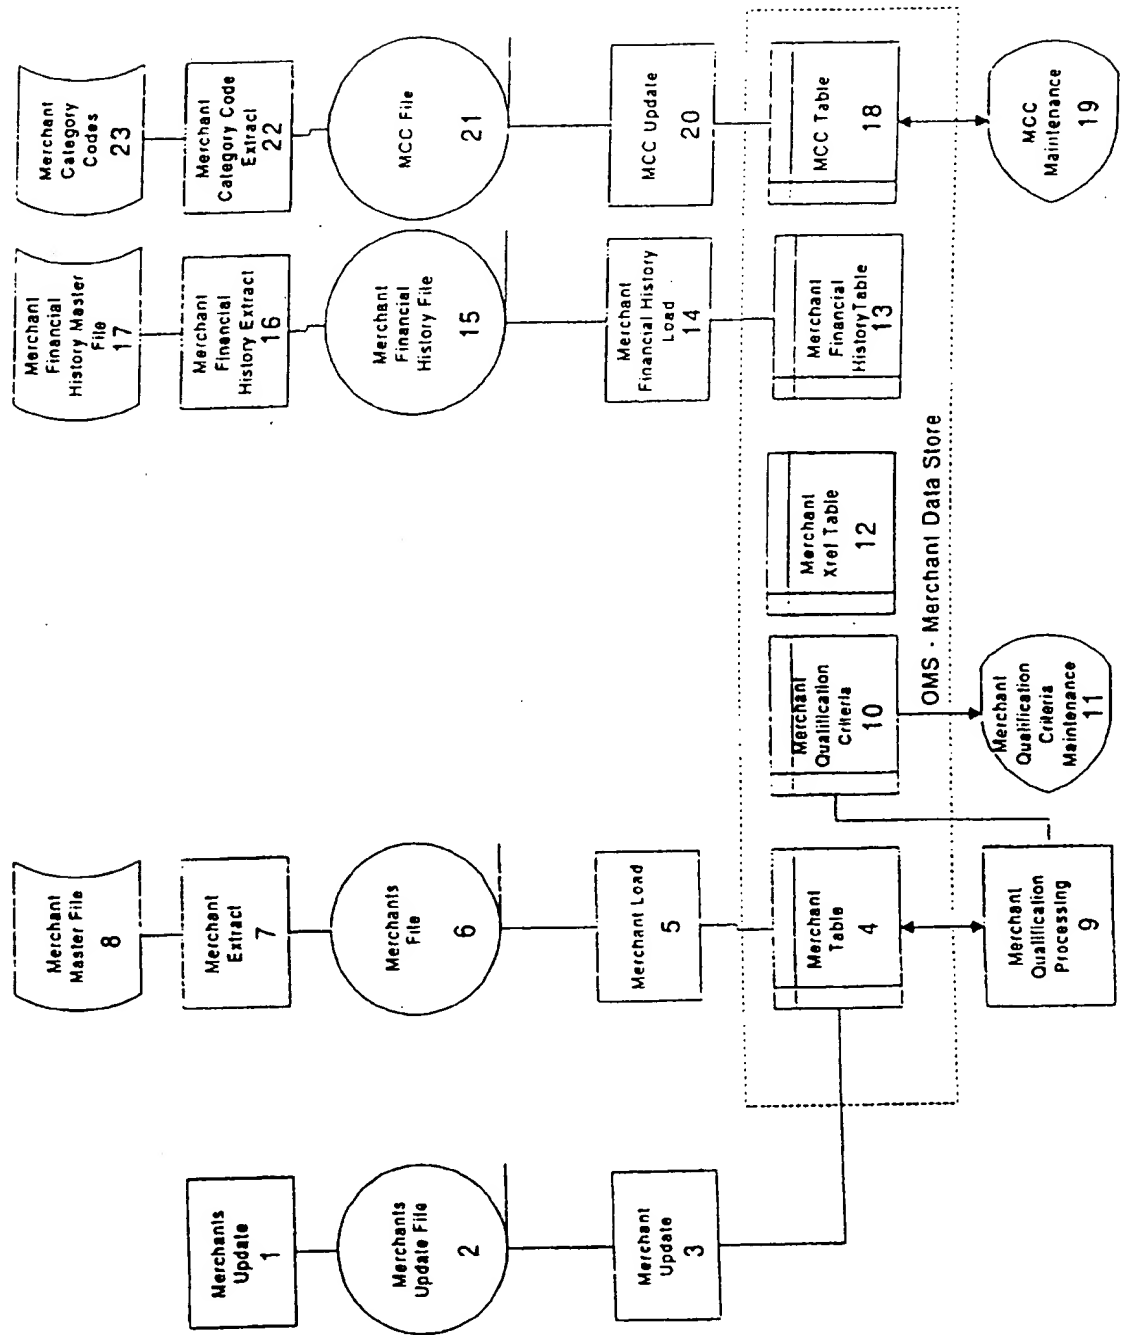 Merchants
Update
1
Merchants
Update File
2
Merchant
Update
3
Merchant
Master File
8
Merchant
Extract
7
Merchants
File
6
Merchant Load
5
Merchant
Table
4
Merchant
Qualification
Processing
9
Merchant
Qualification
Criteria
10
Merchant
Qualification
Criteria
Maintenance
11
Merchant
Xref Table
12
OMS - Merchant Data Store
Merchant
Financial
History Master
File
17
Merchant
Financial
History Extract
16
Merchant
Financial
History File
15
Merchant
Financial History
Load
14
Merchant
Financial
History Table
13
Merchant
Category
Codes
23
Merchant
Category Code
Extract
22
MCC File
21
MCC Update
20
MCC Table
18
MCC
Maintenance
19